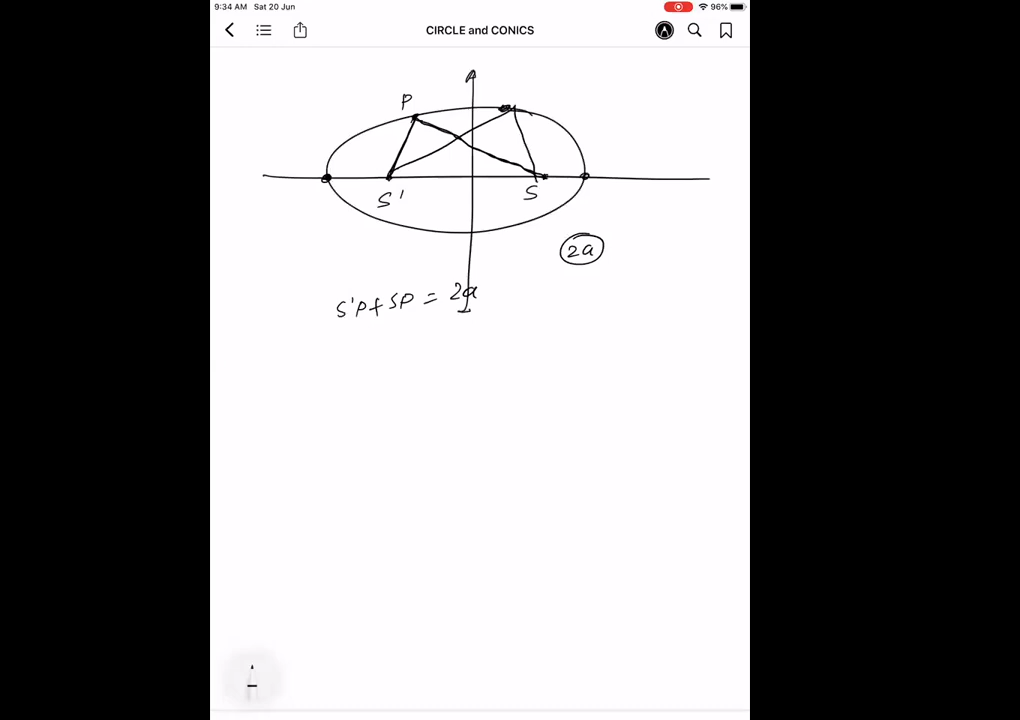 9:34 AM Sat 20 Jun 96%
CIRCLE and CONICS
P
S' S
2a
S'P+SP = 2a